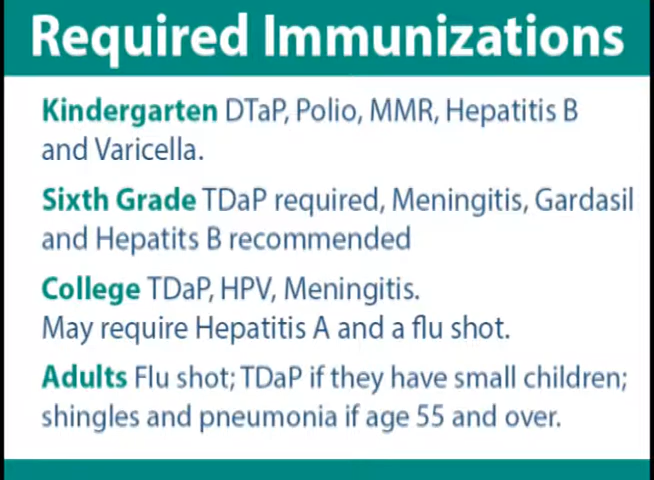 Required Immunizations
Kindergarten DTaP, Polio, MMR, Hepatitis B
and Varicella.
Sixth Grade TDaP required, Meningitis, Gardasil
and Hepatits B recommended
College TDaP, HPV, Meningitis.
May require Hepatitis A and a flu shot.
Adults Flu shot; TDaP if they have small children;
shingles and pneumonia if age 55 and over.